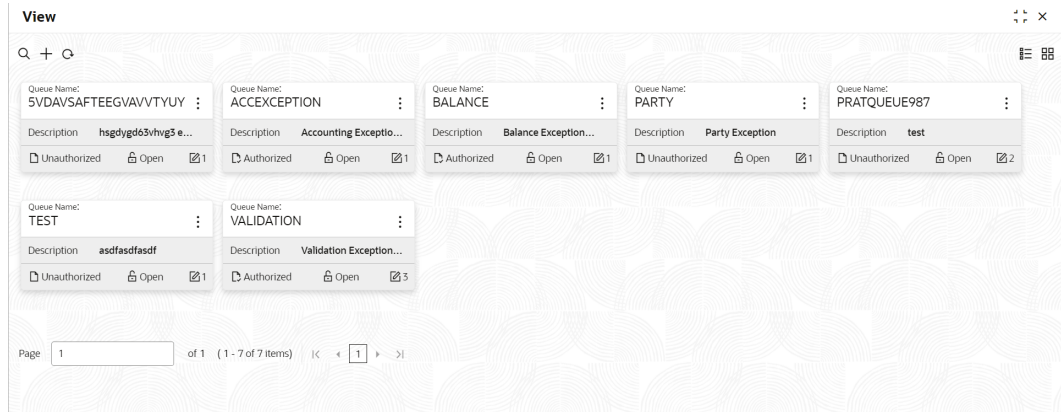 View
Queue Name:
5VDAVSAFTEEGVAVVTYUY
Description hsgdygd63vhvg3 e...
Unauthorized Open 1
Queue Name:
ACCEXCEPTION
Description Accounting Exceptio...
Authorized Open 1
Queue Name:
BALANCE
Description Balance Exception...
Authorized Open 1
Queue Name:
PARTY
Description Party Exception
Unauthorized Open 1
Queue Name:
PRATQUEUE987
Description test
Unauthorized Open 2
Queue Name:
TEST
Description asdfasdfasdf
Unauthorized Open 1
Queue Name:
VALIDATION
Description Validation Exception...
Authorized Open 3
Page 1 of 1 ( 1 - 7 of 7 items) 1